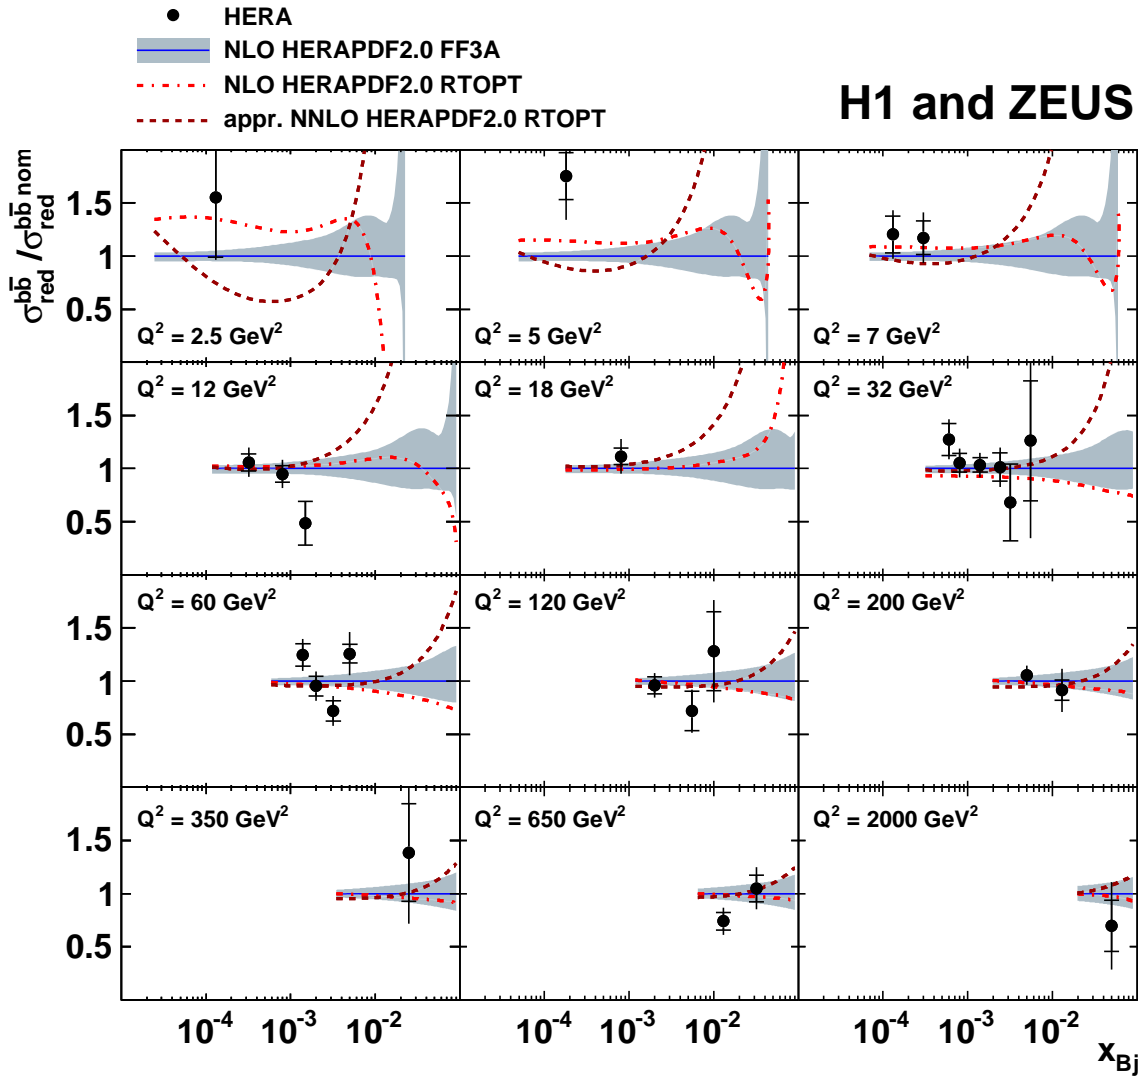 HERA
NLO HERAPDF2.0 FF3A
NLO HERAPDF2.0 RTOPT
appr. NNLO HERAPDF2.0 RTOPT
H1 and ZEUS
σ_red^{bb̄} / σ_red^{bb̄ nom}
1.5
1
0.5
Q² = 2.5 GeV²
Q² = 5 GeV²
Q² = 7 GeV²
1.5
1
0.5
Q² = 12 GeV²
Q² = 18 GeV²
Q² = 32 GeV²
1.5
1
0.5
Q² = 60 GeV²
Q² = 120 GeV²
Q² = 200 GeV²
1.5
1
0.5
Q² = 350 GeV²
Q² = 650 GeV²
Q² = 2000 GeV²
10⁻⁴ 10⁻³ 10⁻² 10⁻⁴ 10⁻³ 10⁻² 10⁻⁴ 10⁻³ 10⁻²
x_Bj